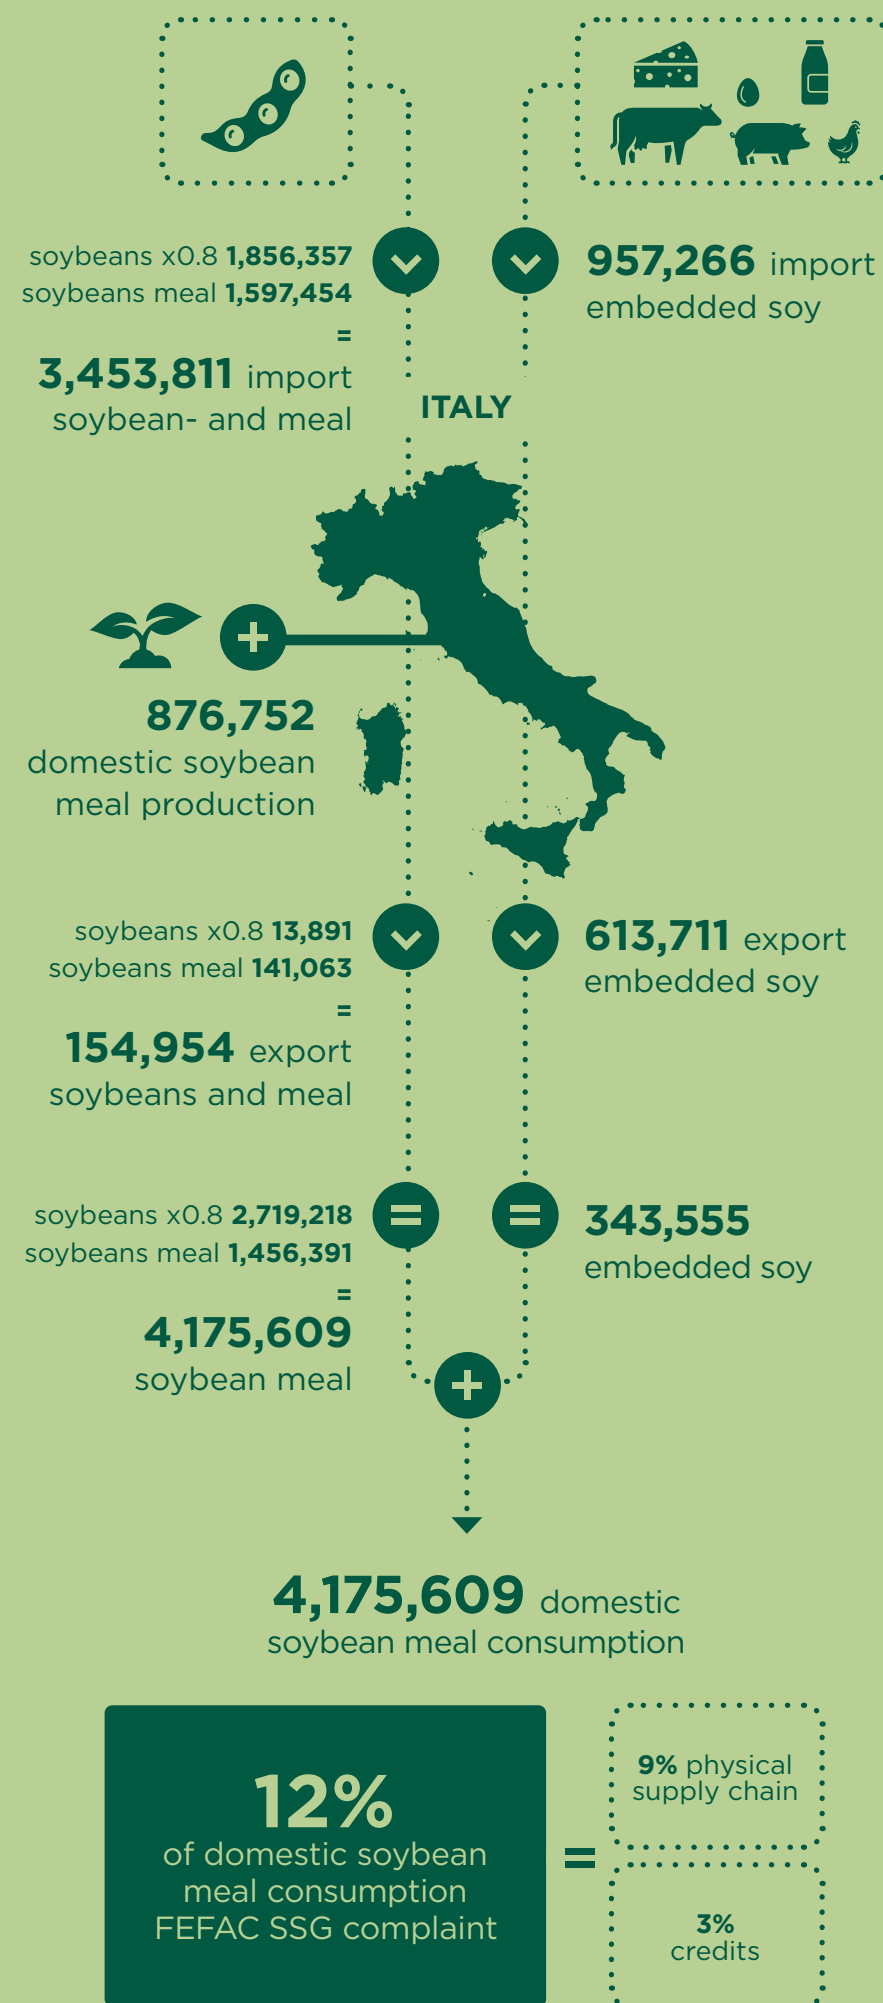 soybeans x0.8 1,856,357
soybeans meal 1,597,454
=
3,453,811 import
soybean- and meal
957,266 import
embedded soy
ITALY
876,752
domestic soybean
meal production
soybeans x0.8 13,891
soybeans meal 141,063
=
154,954 export
soybeans and meal
613,711 export
embedded soy
soybeans x0.8 2,719,218
soybeans meal 1,456,391
=
4,175,609
soybean meal
343,555
embedded soy
4,175,609 domestic
soybean meal consumption
12%
of domestic soybean
meal consumption
FEFAC SSG complaint
=
9% physical
supply chain
3%
credits